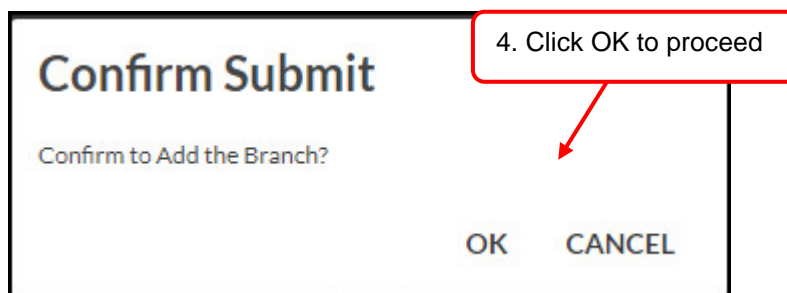 4. Click OK to proceed
Confirm Submit
Confirm to Add the Branch?
OK CANCEL